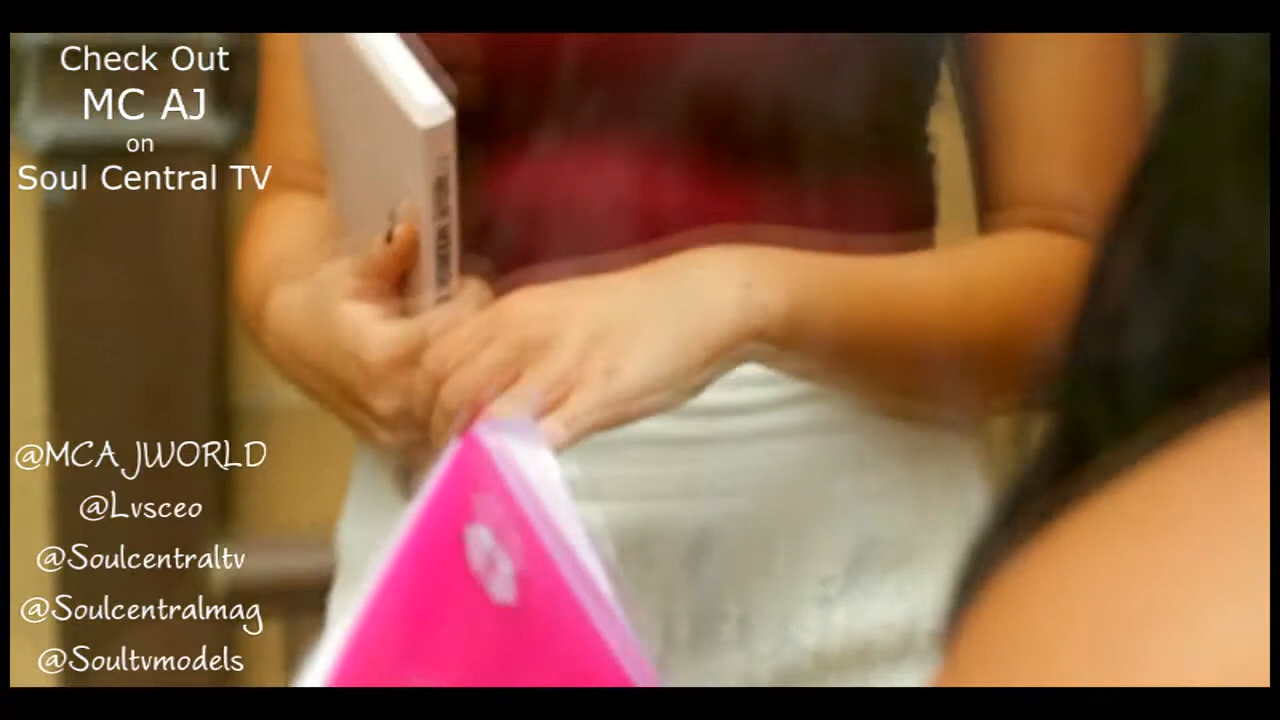 Check Out
MC AJ
on
Soul Central TV
@MCAJWORLD
@Lvsceo
@Soulcentraltv
@Soulcentralmag
@Soultvmodels